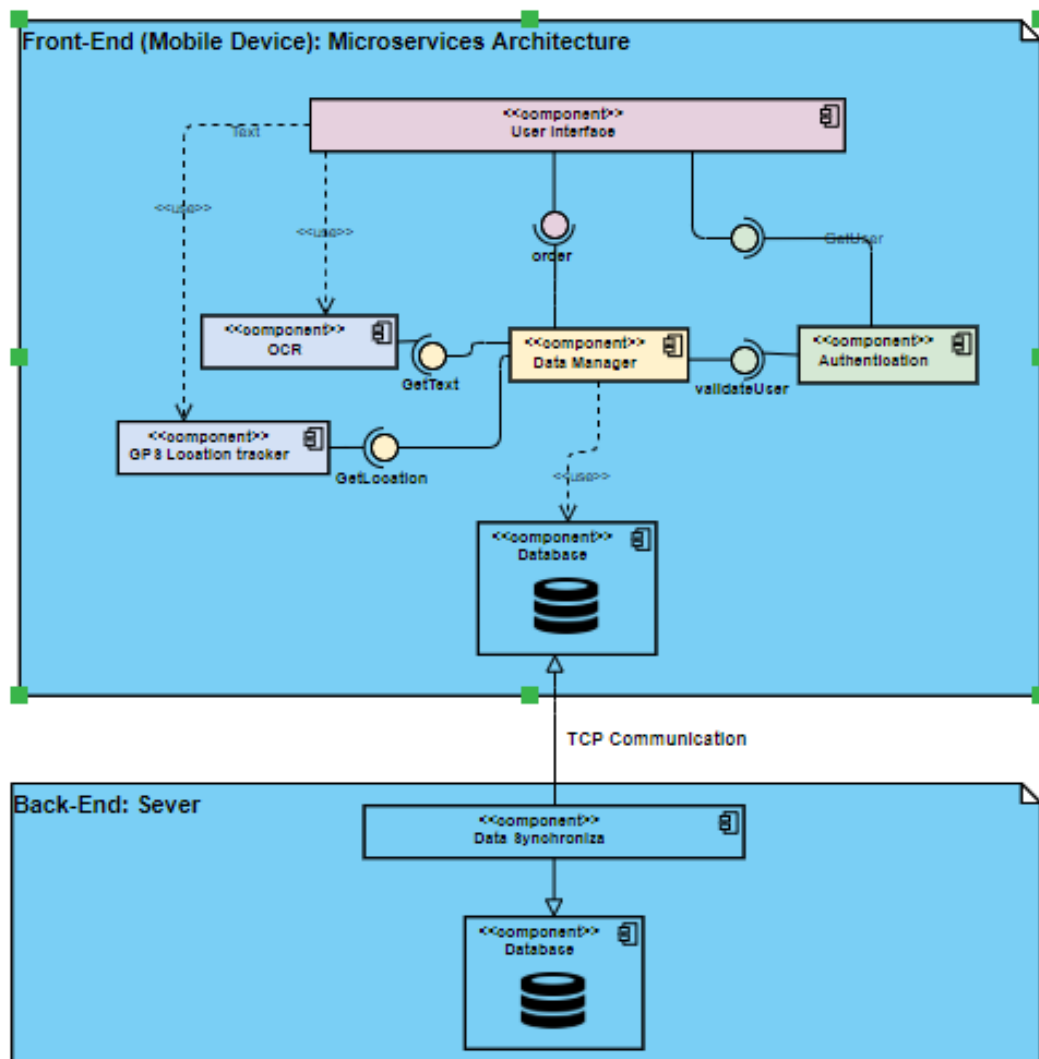 Front-End (Mobile Device): Microservices Architecture
<<component>>
User Interface
Text
<<use>>
<<use>>
order
GetUser
<<component>>
OCR
GetText
<<component>>
Data Manager
validateUser
<<component>>
Authentication
<<component>>
GPS Location tracker
GetLocation
<<use>>
<<component>>
Database
TCP Communication
Back-End: Sever
<<component>>
Data Synchroniza
<<component>>
Database